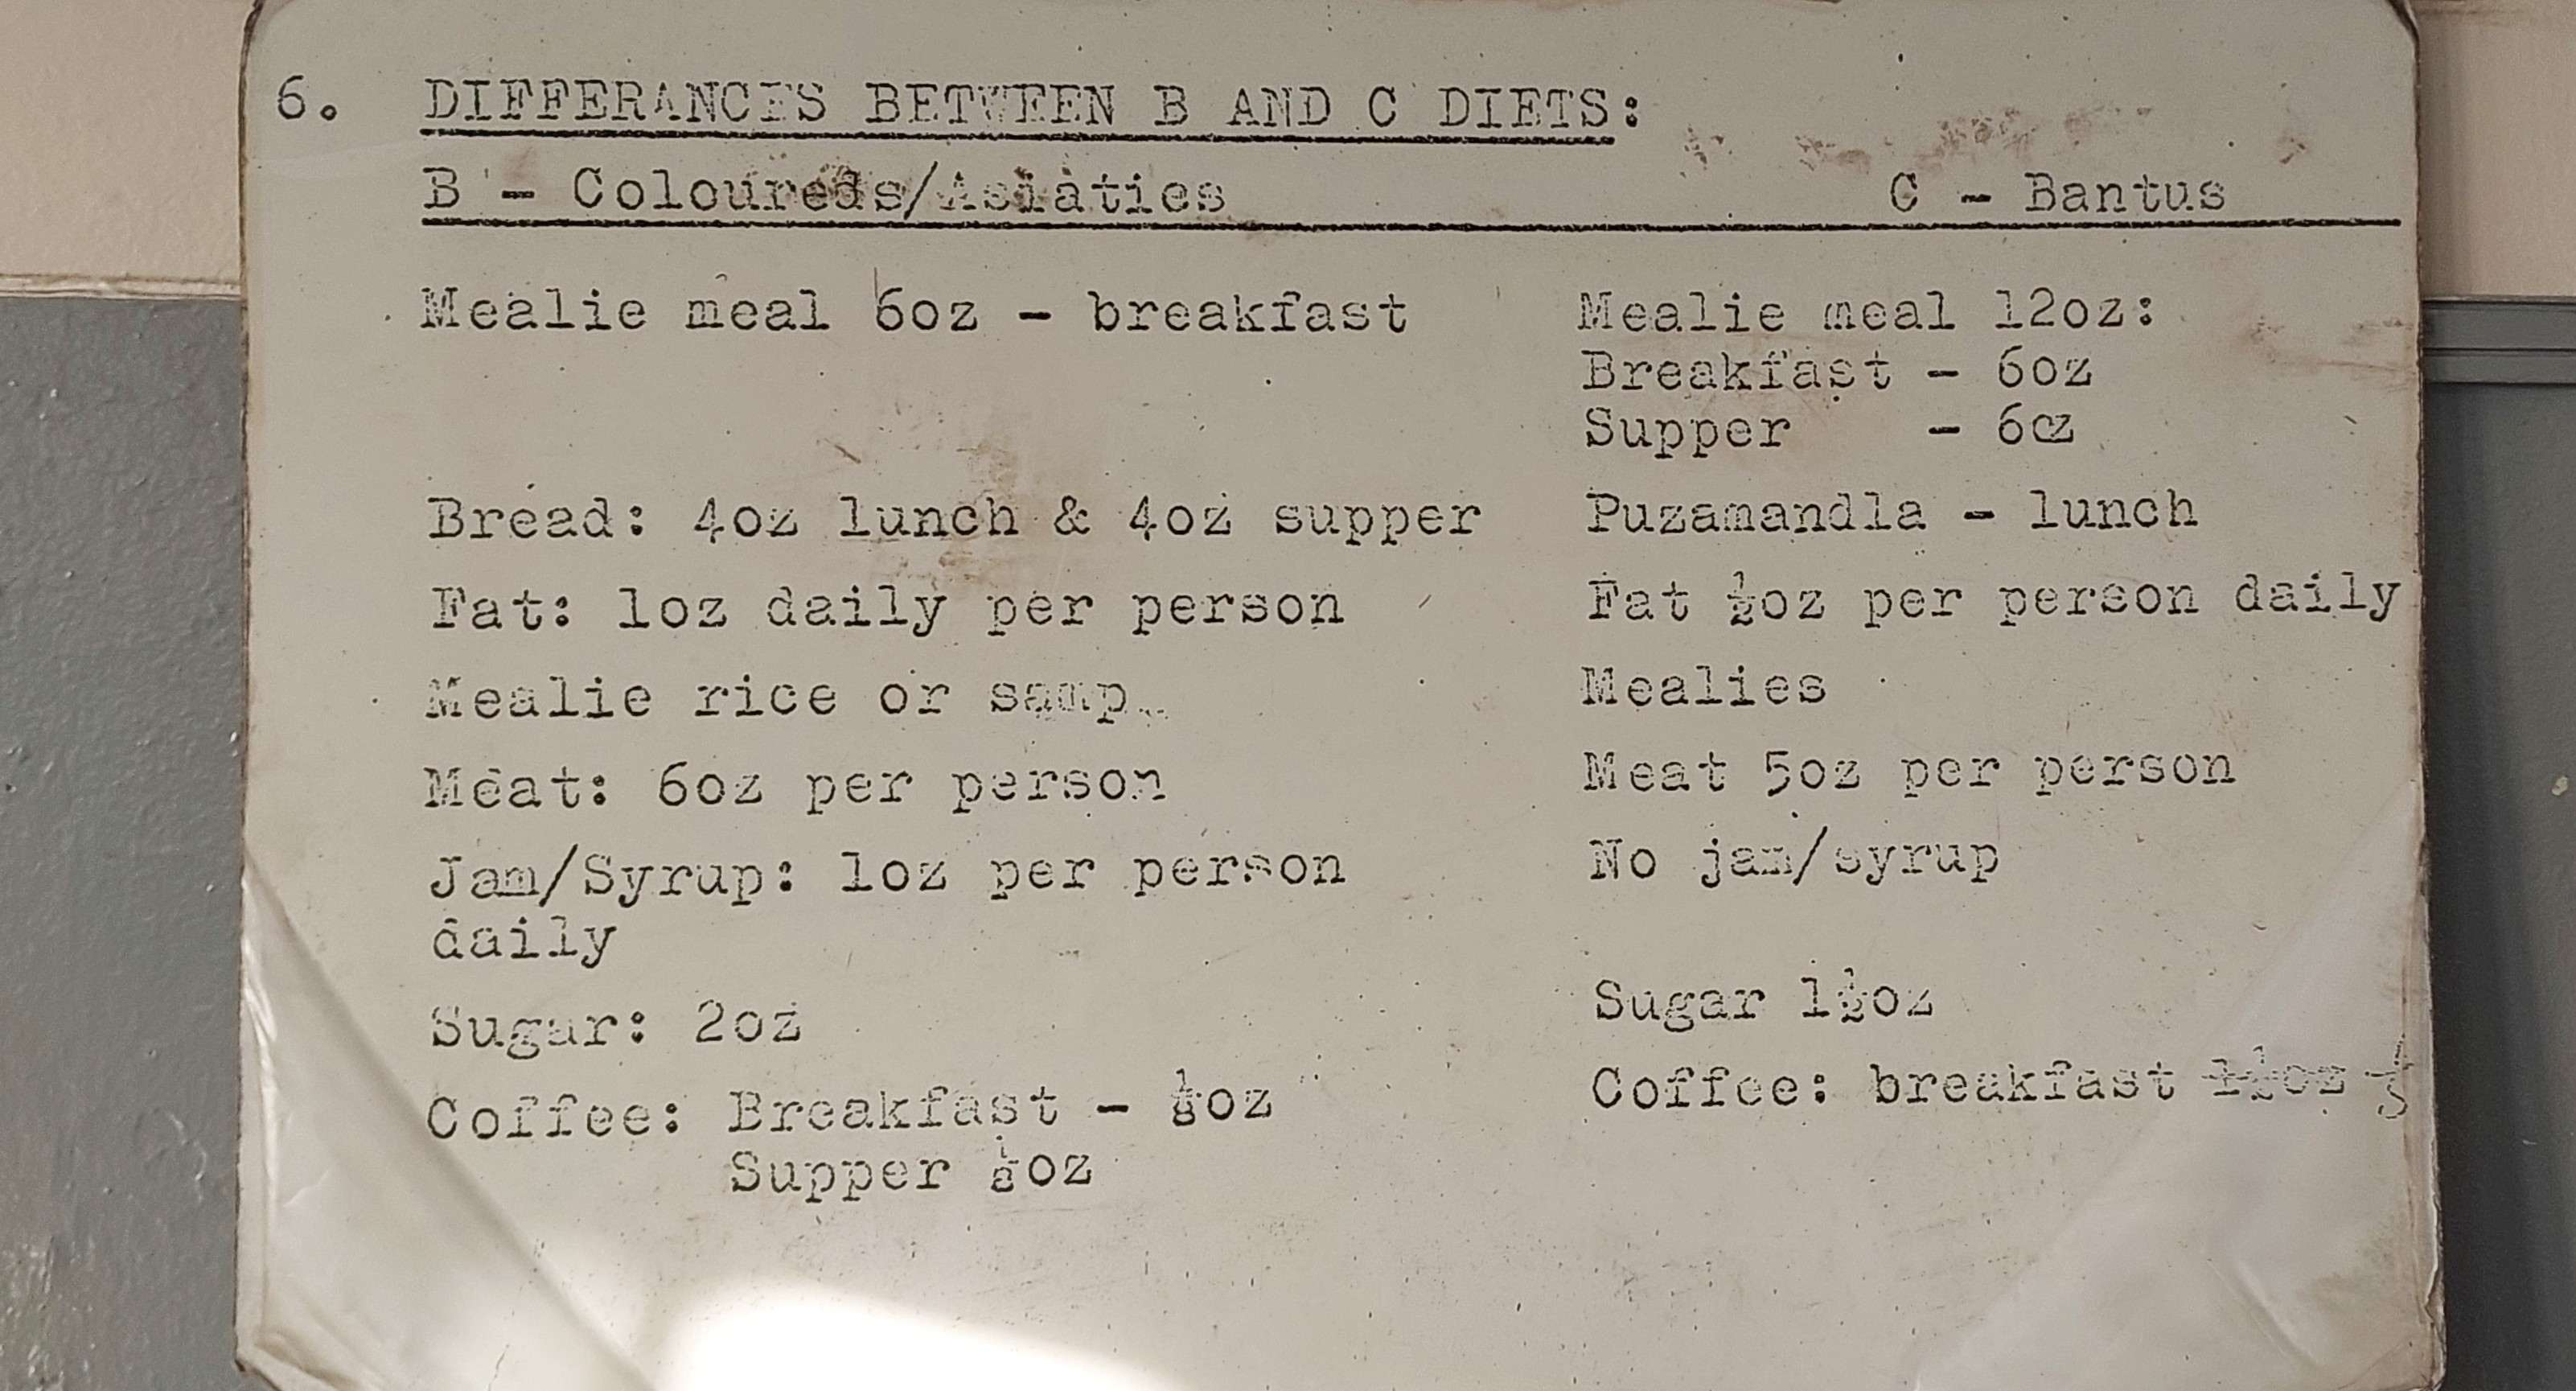 6. DIFFERANCES BETWEEN B AND C DIETS:
B - Coloureds/Asiaties
C - Bantus
Mealie meal 6oz - breakfast
Mealie meal 12oz:
Breakfast - 6oz
Supper - 6oz
Bread: 4oz lunch & 4oz supper
Puzamandla - lunch
Fat: 1oz daily per person
Fat ½oz per person daily
Mealie rice or samp
Mealies
Meat: 6oz per person
Meat 5oz per person
Jam/Syrup: 1oz per person
daily
No jam/syrup
Sugar: 2oz
Sugar 1½oz
Coffee: Breakfast - ⅛oz
Supper ⅛oz
Coffee: breakfast 1½oz